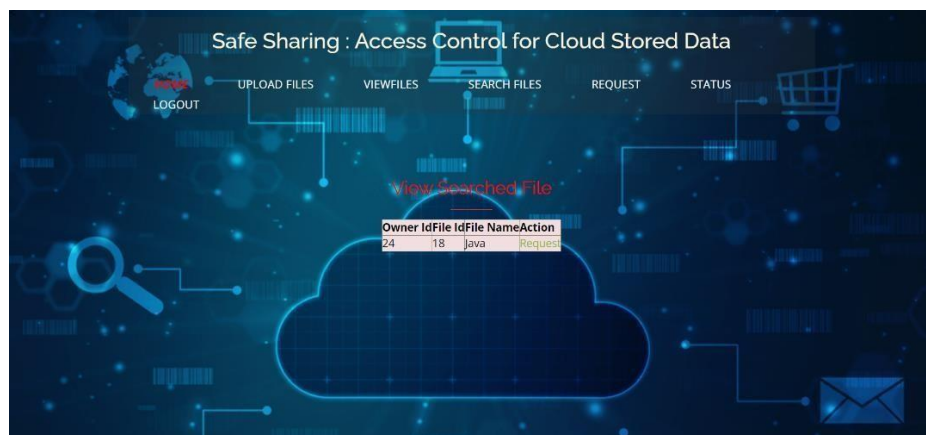 Safe Sharing : Access Control for Cloud Stored Data
HOME UPLOAD FILES VIEWFILES SEARCH FILES REQUEST STATUS
LOGOUT
View Searched File
Owner Id File Id File Name Action
24 18 Java Request